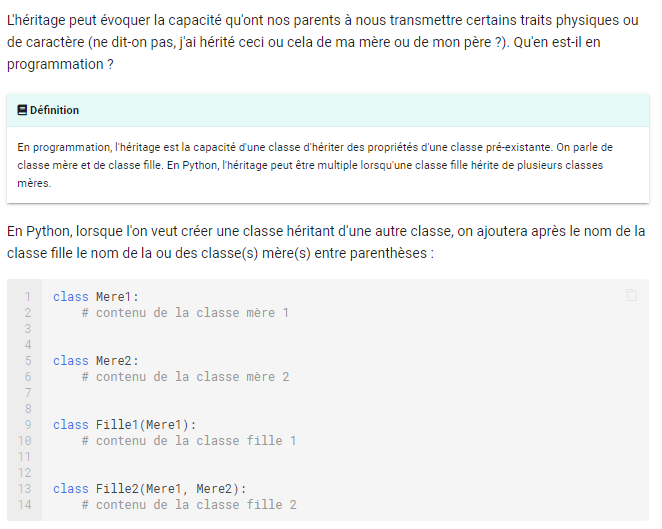 L'héritage peut évoquer la capacité qu'ont nos parents à nous transmettre certains traits physiques ou
de caractère (ne dit-on pas, j'ai hérité ceci ou cela de ma mère ou de mon père ?). Qu'en est-il en
programmation ?
Définition
En programmation, l'héritage est la capacité d'une classe d'hériter des propriétés d'une classe pré-existante. On parle de
classe mère et de classe fille. En Python, l'héritage peut être multiple lorsqu'une classe fille hérite de plusieurs classes
mères.
En Python, lorsque l'on veut créer une classe héritant d'une autre classe, on ajoutera après le nom de la
classe fille le nom de la ou des classe(s) mère(s) entre parenthèses :
1 class Mere1:
2     # contenu de la classe mère 1
3
4
5 class Mere2:
6     # contenu de la classe mère 2
7
8
9 class Fille1(Mere1):
10     # contenu de la classe fille 1
11
12
13 class Fille2(Mere1, Mere2):
14     # contenu de la classe fille 2